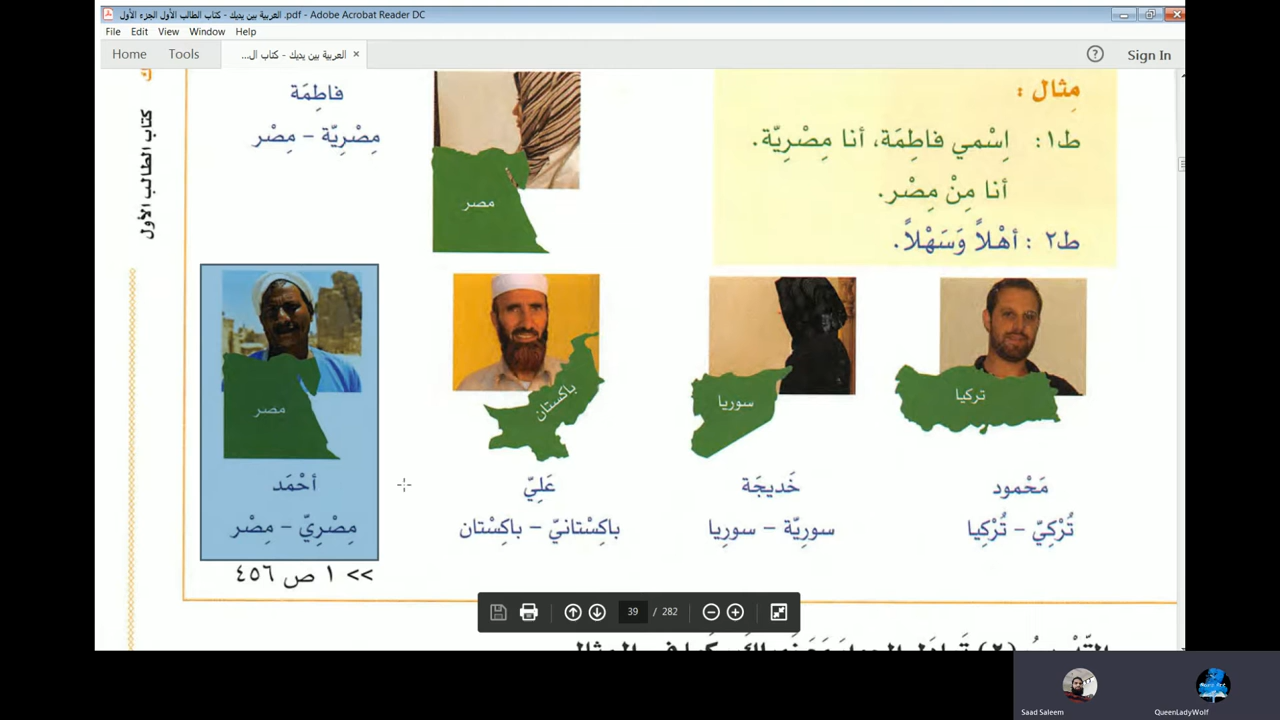 العربية بين يديك - كتاب الطالب الأول الجزء الأول .pdf - Adobe Acrobat Reader DC
File Edit View Window Help
Home Tools العربية بين يديك - كتاب ال... × ? Sign In
كتاب الطالب الأول
مِثال :
ط١: اِسْمي فاطِمَة، أنا مِصْرِيّة.
أنا مِنْ مِصْر.
ط٢ : أهْلاً وَسَهْلاً.
فاطِمَة
مِصْرِيّة – مِصْر
مصر
تركيا
مَحْمود
تُرْكِيّ – تُرْكِيا
سوريا
خَديجَة
سورِيّة – سورِيا
باكستان
عَلِيّ
باكِسْتانيّ – باكِسْتان
مصر
أحْمَد
مِصْرِيّ – مِصْر
>> ١ ص ٤٥٦
39 / 282
Saad Saleem
QueenLadyWolf